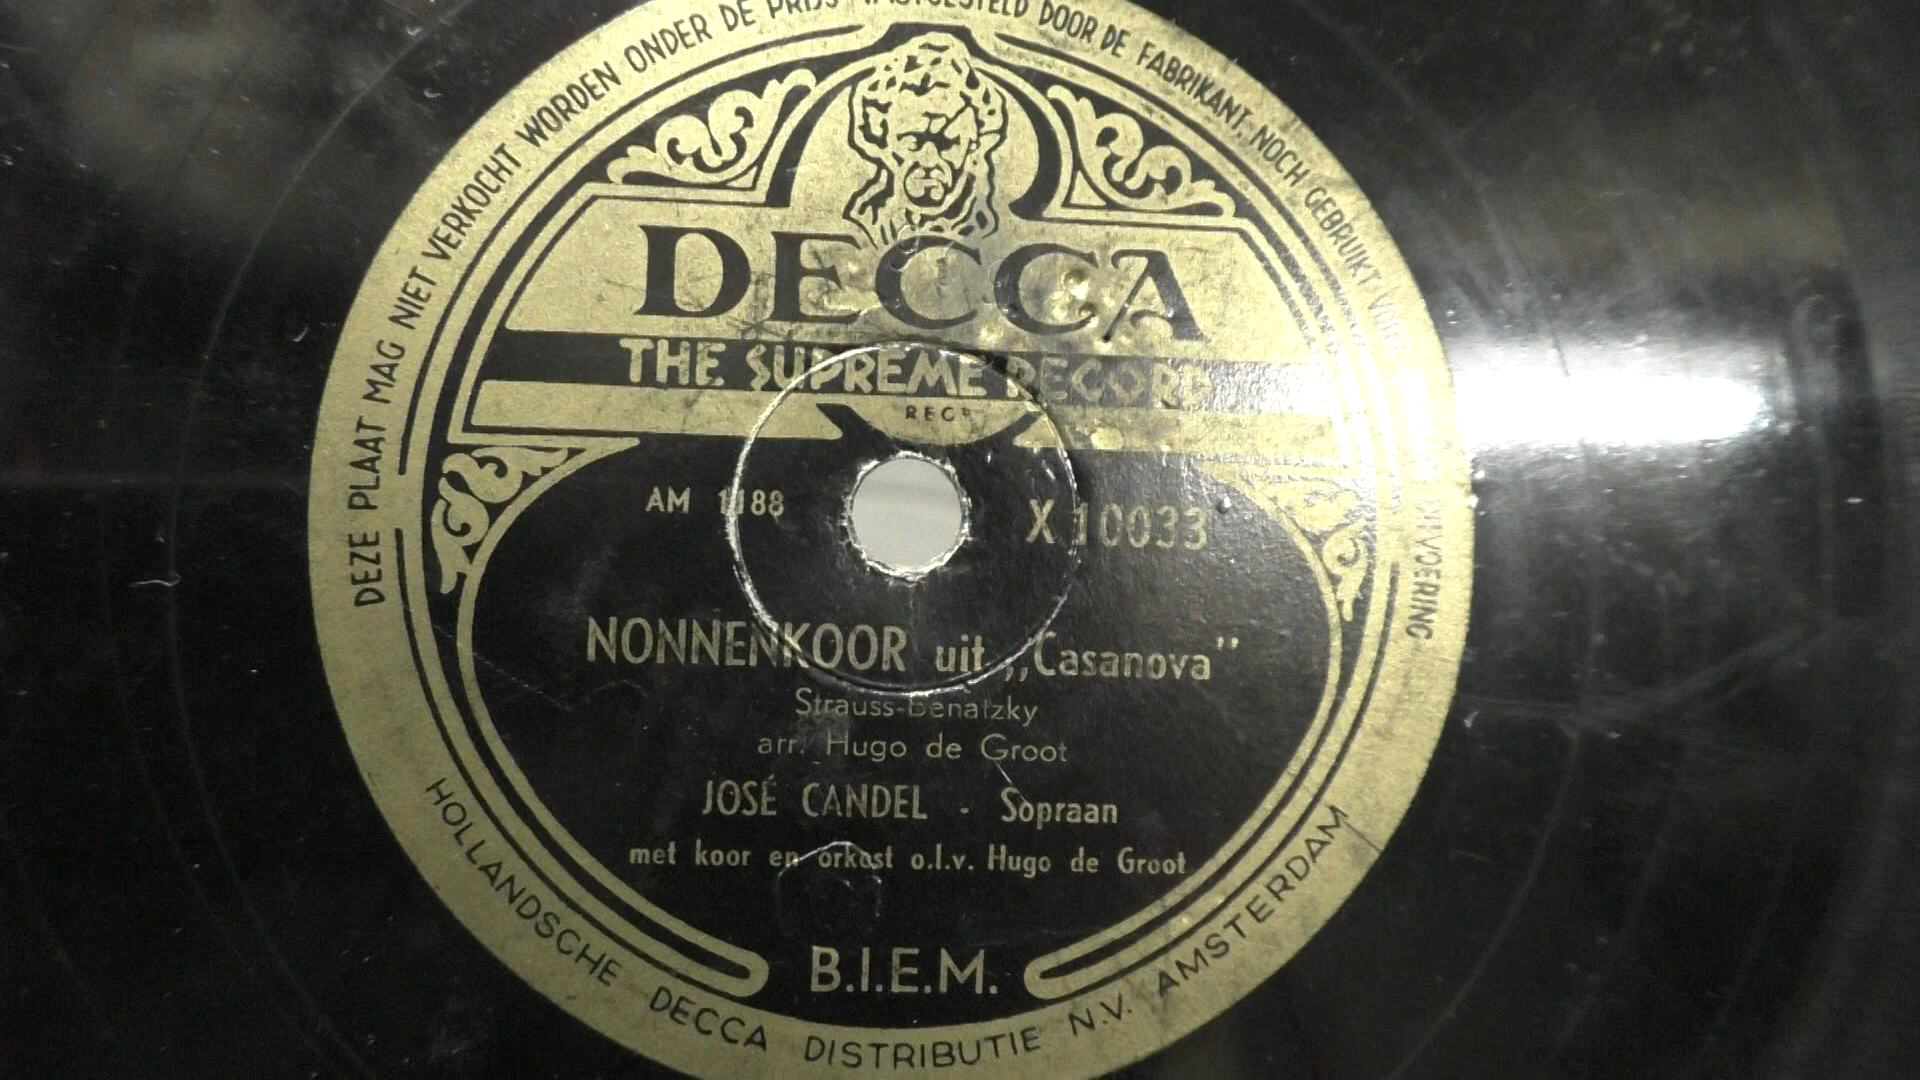 DEZE PLAAT MAG NIET VERKOCHT WORDEN ONDER DE PRIJS VASTGESTELD DOOR DE FABRIKANT, NOCH GEBRUIKT VOOR UITVOERING
DECCA
THE SUPREME RECORD
AM 1188
X 10033
NONNENKOOR uit „Casanova”
Strauss-Benatzky
arr. Hugo de Groot
JOSÉ CANDEL - Sopraan
met koor en orkest o.l.v. Hugo de Groot
B.I.E.M.
HOLLANDSCHE DECCA DISTRIBUTIE N.V. AMSTERDAM